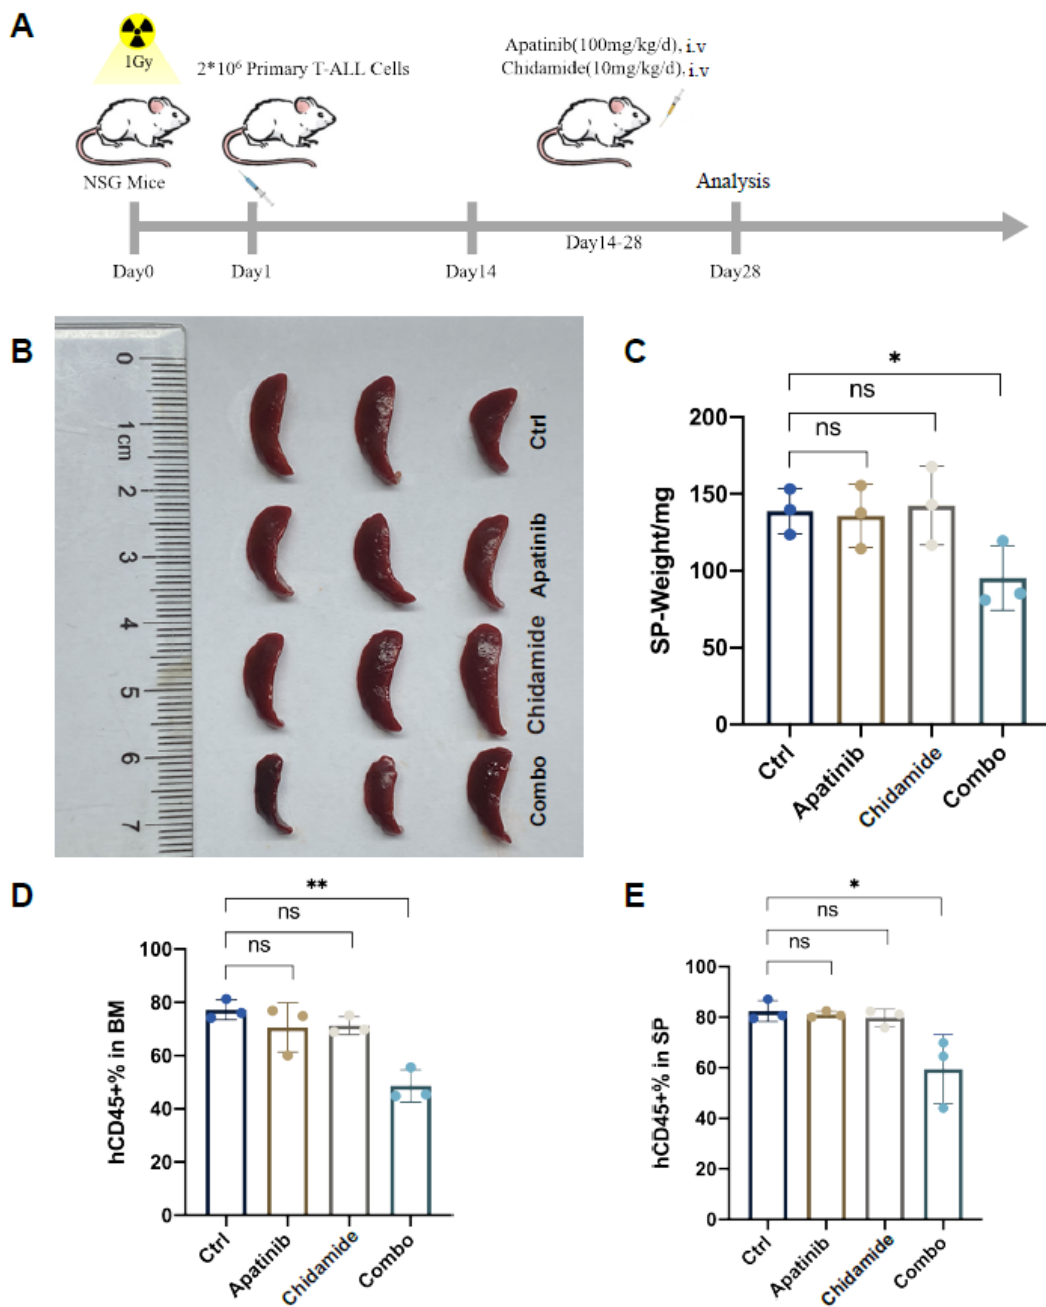 A
1Gy
2*10⁶ Primary T-ALL Cells
Apatinib(100mg/kg/d), i.v
Chidamide(10mg/kg/d), i.v
NSG Mice
Analysis
Day14-28
Day0
Day1
Day14
Day28
B
0
1cm
2
3
4
5
6
7
Ctrl
Apatinib
Chidamide
Combo
C
*
ns
ns
SP-Weight/mg
200
150
100
50
0
Ctrl
Apatinib
Chidamide
Combo
D
**
ns
ns
hCD45+% in BM
100
80
60
40
20
0
Ctrl
Apatinib
Chidamide
Combo
E
*
ns
ns
hCD45+% in SP
100
80
60
40
20
0
Ctrl
Apatinib
Chidamide
Combo